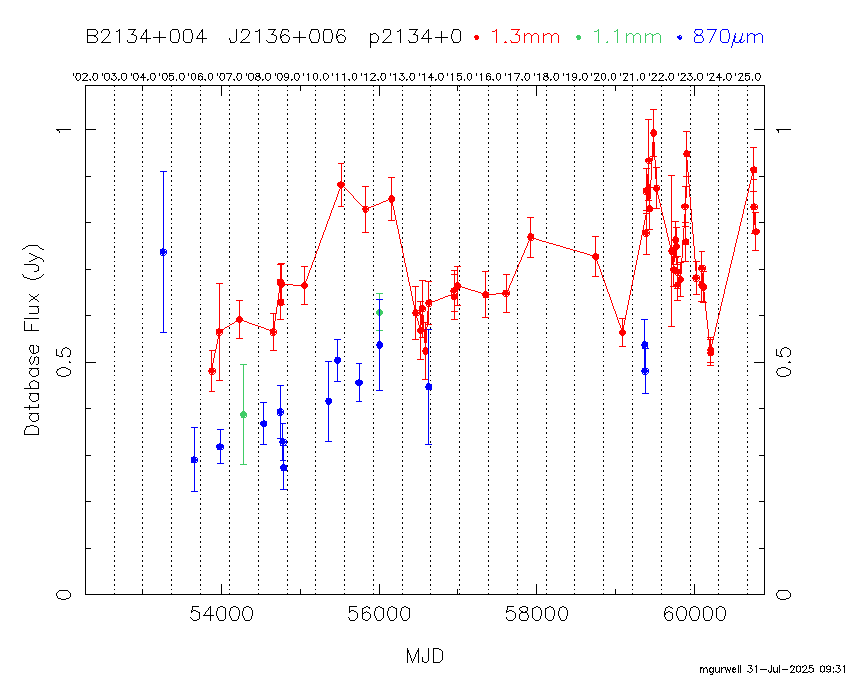 B2134+004 J2136+006 p2134+0 • 1.3mm • 1.1mm • 870µm
'02.0 '03.0 '04.0 '05.0 '06.0 '07.0 '08.0 '09.0 '10.0 '11.0 '12.0 '13.0 '14.0 '15.0 '16.0 '17.0 '18.0 '19.0 '20.0 '21.0 '22.0 '23.0 '24.0 '25.0
1 1
Database Flux (Jy)
0.5 0.5
0 0
54000 56000 58000 60000
MJD
mgurwell 31-Jul-2025 09:31